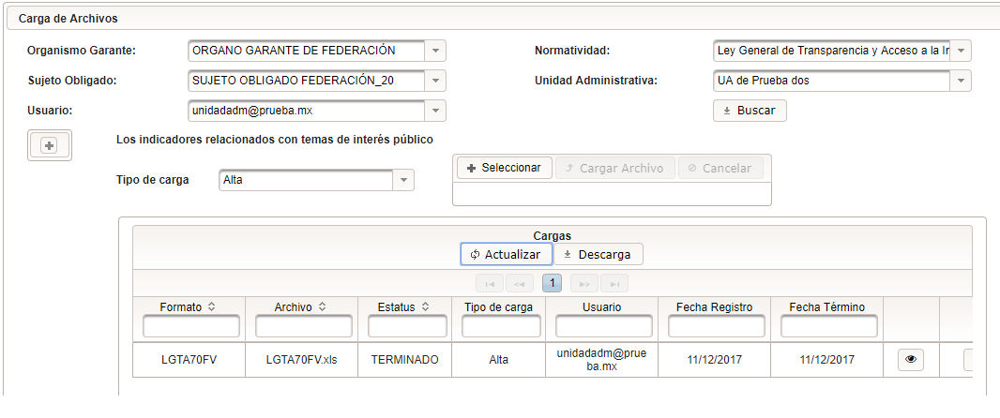 Carga de Archivos
Organismo Garante: ORGANO GARANTE DE FEDERACIÓN Normatividad: Ley General de Transparencia y Acceso a la Ir
Sujeto Obligado: SUJETO OBLIGADO FEDERACIÓN_20 Unidad Administrativa: UA de Prueba dos
Usuario: unidadadm@prueba.mx Buscar
Los indicadores relacionados con temas de interés público
Tipo de carga Alta Seleccionar Cargar Archivo Cancelar
Cargas
Actualizar Descarga
1
Formato Archivo Estatus Tipo de carga Usuario Fecha Registro Fecha Término
LGTA70FV LGTA70FV.xls TERMINADO Alta unidadadm@prue 11/12/2017 11/12/2017
ba.mx